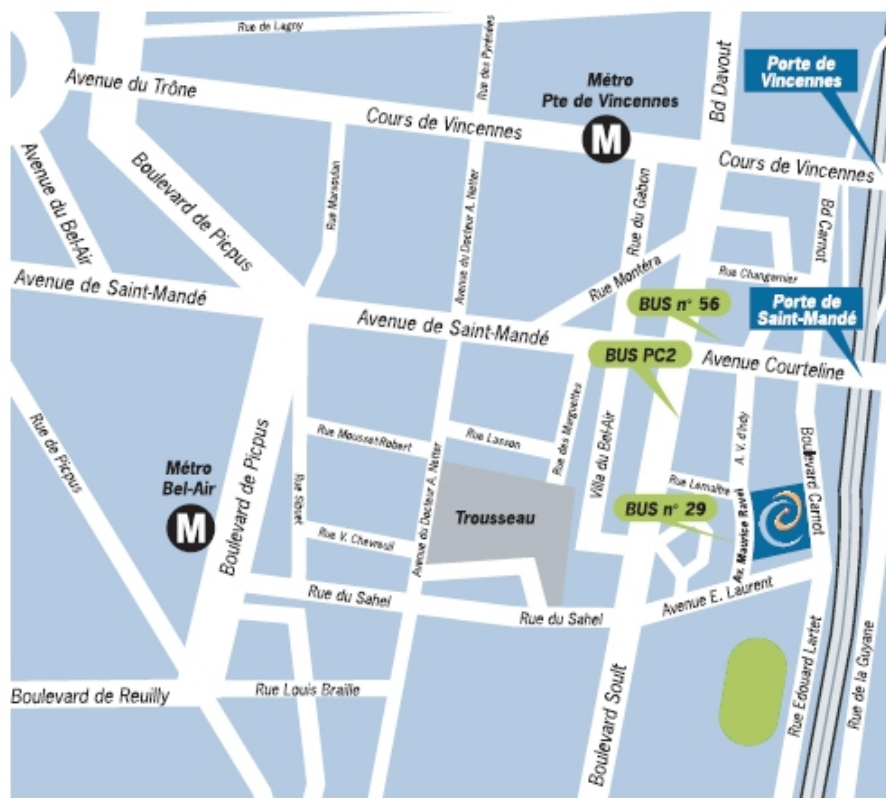 Rue de Lagny
Avenue du Trône
Rue des Pyrénées
Métro
Pte de Vincennes
M
Bd Davout
Porte de
Vincennes
Cours de Vincennes
Cours de Vincennes
Avenue du Bel-Air
Boulevard de Picpus
Rue Marsoulan
Avenue du Docteur A. Netter
Rue du Gabon
Bd Carnot
Rue Montéra
Rue Changarnier
Avenue de Saint-Mandé
Avenue de Saint-Mandé
BUS n° 56
Porte de
Saint-Mandé
BUS PC2
Avenue Courteline
Rue de Picpus
Métro
Bel-Air
M
Boulevard de Picpus
Rue Mousset-Robert
Rue Sibuet
Rue V. Chevreuil
Avenue du Docteur A. Netter
Rue Lasson
Rue des Marguettes
Villa du Bel-Air
Trousseau
A. V. d'Indy
Rue Lemaître
BUS n° 29
Av. Maurice Ravel
Boulevard Carnot
Rue du Sahel
Rue du Sahel
Avenue E. Laurent
Boulevard de Reuilly
Rue Louis Braille
Boulevard Soult
Rue Edouard Lartet
Rue de la Guyane